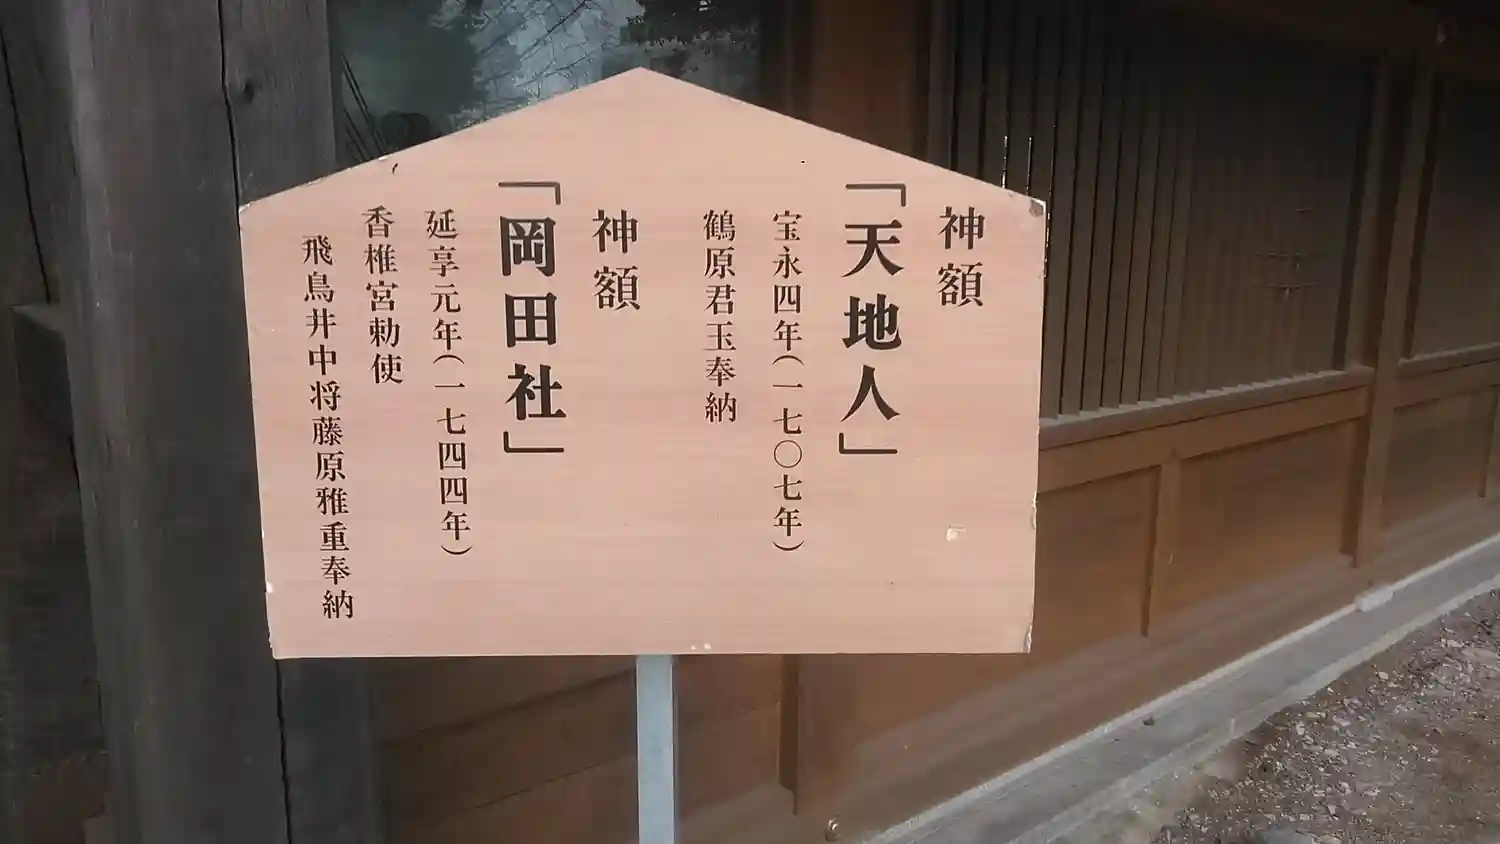 神額
「天地人」
宝永四年（一七〇七年）
鶴原君玉奉納
神額
「岡田社」
延享元年（一七四四年）
香椎宮勅使
飛鳥井中将藤原雅重奉納